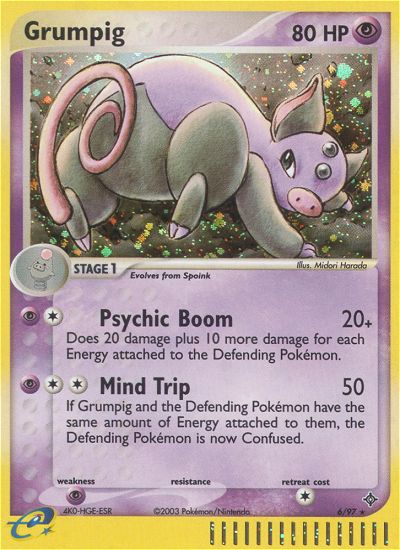 Grumpig 80 HP
STAGE 1
Evolves from Spoink
Illus. Midori Harada
Psychic Boom 20+
Does 20 damage plus 10 more damage for each
Energy attached to the Defending Pokémon.
Mind Trip 50
If Grumpig and the Defending Pokémon have the
same amount of Energy attached to them, the
Defending Pokémon is now Confused.
weakness resistance retreat cost
4K0-HGE-ESR ©2003 Pokémon/Nintendo 6/97 ★
e